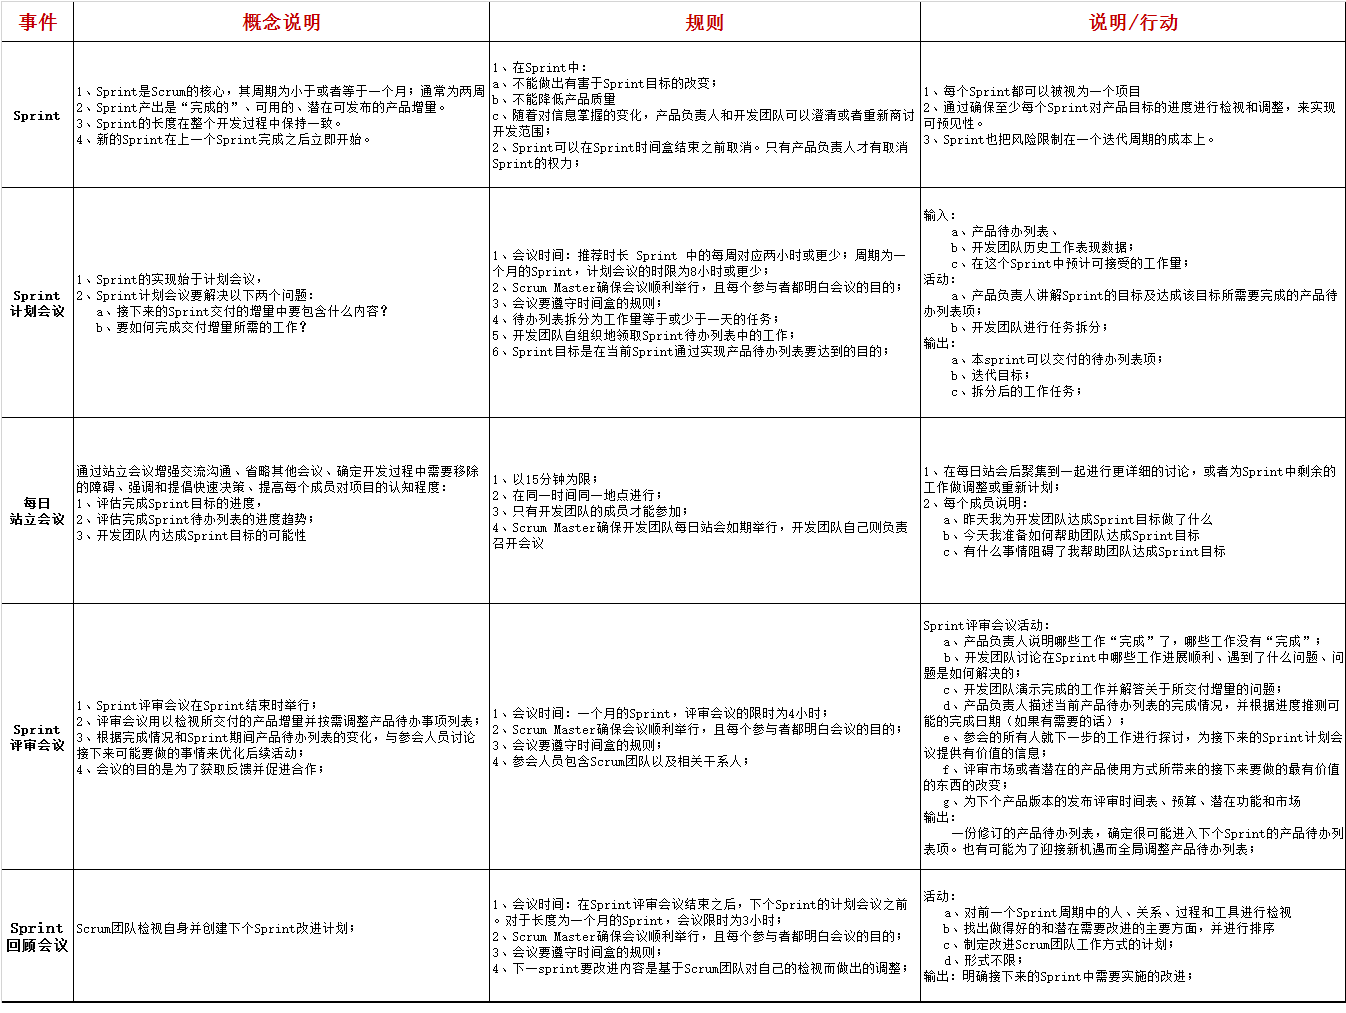 事件
概念说明
规则
说明/行动
Sprint
1、Sprint是Scrum的核心，其周期为小于或者等于一个月；通常为两周
2、Sprint产出是“完成的”、可用的、潜在可发布的产品增量。
3、Sprint的长度在整个开发过程中保持一致。
4、新的Sprint在上一个Sprint完成之后立即开始。
1、在Sprint中：
a、不能做出有害于Sprint目标的改变；
b、不能降低产品质量
c、随着对信息掌握的变化，产品负责人和开发团队可以澄清或者重新商讨
开发范围；
2、Sprint可以在Sprint时间盒结束之前取消。只有产品负责人才有取消
Sprint的权力；
1、每个Sprint都可以被视为一个项目
2、通过确保至少每个Sprint对产品目标的进度进行检视和调整，来实现
可预见性。
3、Sprint也把风险限制在一个迭代周期的成本上。
Sprint
计划会议
1、Sprint的实现始于计划会议，
2、Sprint计划会议要解决以下两个问题：
a、接下来的Sprint交付的增量中要包含什么内容？
b、要如何完成交付增量所需的工作？
1、会议时间：推荐时长 Sprint 中的每周对应两小时或更少；周期为一
个月的Sprint，计划会议的时限为8小时或更少；
2、Scrum Master确保会议顺利举行，且每个参与者都明白会议的目的；
3、会议要遵守时间盒的规则；
4、待办列表拆分为工作量等于或少于一天的任务；
5、开发团队自组织地领取Sprint待办列表中的工作；
6、Sprint目标是在当前Sprint通过实现产品待办列表要达到的目的；
输入：
a、产品待办列表、
b、开发团队历史工作表现数据；
c、在这个Sprint中预计可接受的工作量；
活动：
a、产品负责人讲解Sprint的目标及达成该目标所需要完成的产品待
办列表项；
b、开发团队进行任务拆分；
输出：
a、本sprint可以交付的待办列表项；
b、迭代目标；
c、拆分后的工作任务；
每日
站立会议
通过站立会议增强交流沟通、省略其他会议、确定开发过程中需要移除
的障碍、强调和提倡快速决策、提高每个成员对项目的认知程度：
1、评估完成Sprint目标的进度，
2、评估完成Sprint待办列表的进度趋势；
3、开发团队内达成Sprint目标的可能性
1、以15分钟为限；
2、在同一时间同一地点进行；
3、只有开发团队的成员才能参加；
4、Scrum Master确保开发团队每日站会如期举行，开发团队自己则负责
召开会议
1、在每日站会后聚集到一起进行更详细的讨论，或者为Sprint中剩余的
工作做调整或重新计划；
2、每个成员说明：
a、昨天我为开发团队达成Sprint目标做了什么
b、今天我准备如何帮助团队达成Sprint目标
c、有什么事情阻碍了我帮助团队达成Sprint目标
Sprint
评审会议
1、Sprint评审会议在Sprint结束时举行；
2、评审会议用以检视所交付的产品增量并按需调整产品待办事项列表；
3、根据完成情况和Sprint期间产品待办列表的变化，与参会人员讨论
接下来可能要做的事情来优化后续活动；
4、会议的目的是为了获取反馈并促进合作；
1、会议时间：一个月的Sprint，评审会议的限时为4小时；
2、Scrum Master确保会议顺利举行，且每个参与者都明白会议的目的；
3、会议要遵守时间盒的规则；
4、参会人员包含Scrum团队以及相关干系人；
Sprint评审会议活动：
a、产品负责人说明哪些工作“完成”了，哪些工作没有“完成”；
b、开发团队讨论在Sprint中哪些工作进展顺利、遇到了什么问题、问
题是如何解决的；
c、开发团队演示完成的工作并解答关于所交付增量的问题；
d、产品负责人描述当前产品待办列表的完成情况，并根据进度推测可
能的完成日期（如果有需要的话）；
e、参会的所有人就下一步的工作进行探讨，为接下来的Sprint计划会
议提供有价值的信息；
f、评审市场或者潜在的产品使用方式所带来的接下来要做的最有价值
的东西的改变；
g、为下个产品版本的发布评审时间表、预算、潜在功能和市场
输出：
一份修订的产品待办列表，确定很可能进入下个Sprint的产品待办列
表项。也有可能为了迎接新机遇而全局调整产品待办列表；
Sprint
回顾会议
Scrum团队检视自身并创建下个Sprint改进计划；
1、会议时间：在Sprint评审会议结束之后，下个Sprint的计划会议之前
。对于长度为一个月的Sprint，会议限时为3小时；
2、Scrum Master确保会议顺利举行，且每个参与者都明白会议的目的；
3、会议要遵守时间盒的规则；
4、下一sprint要改进内容是基于Scrum团队对自己的检视而做出的调整；
活动：
a、对前一个Sprint周期中的人、关系、过程和工具进行检视
b、找出做得好的和潜在需要改进的主要方面，并进行排序
c、制定改进Scrum团队工作方式的计划；
d、形式不限；
输出：明确接下来的Sprint中需要实施的改进；